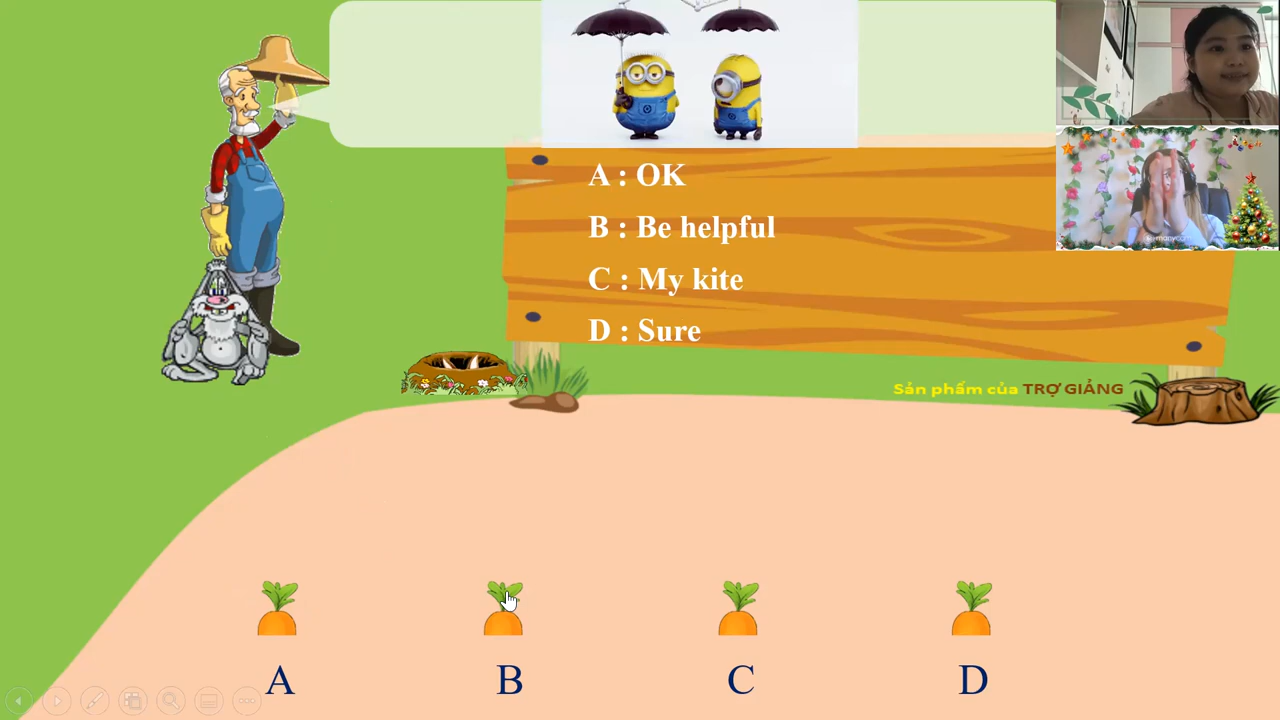 A : OK
B : Be helpful
C : My kite
D : Sure
Sản phẩm của TRỢ GIẢNG
A B C D